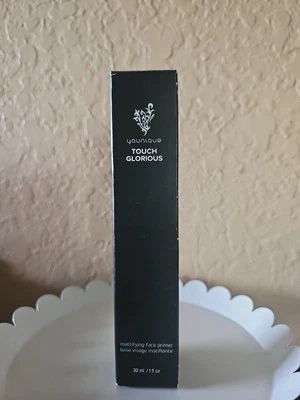 younique
TOUCH
GLORIOUS
mattifying face primer
base visage matifiante
30 ml / 1 fl oz